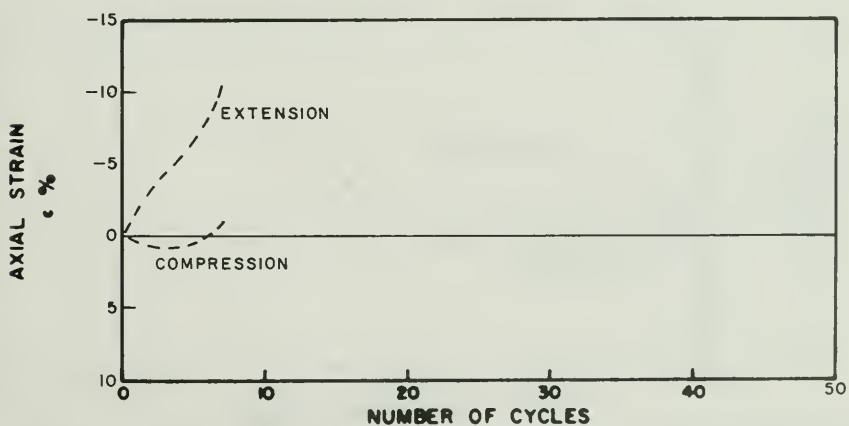 -15
-10
EXTENSION
-5
AXIAL STRAIN
ε %
0
COMPRESSION
5
10
0 10 20 30 40 50
NUMBER OF CYCLES